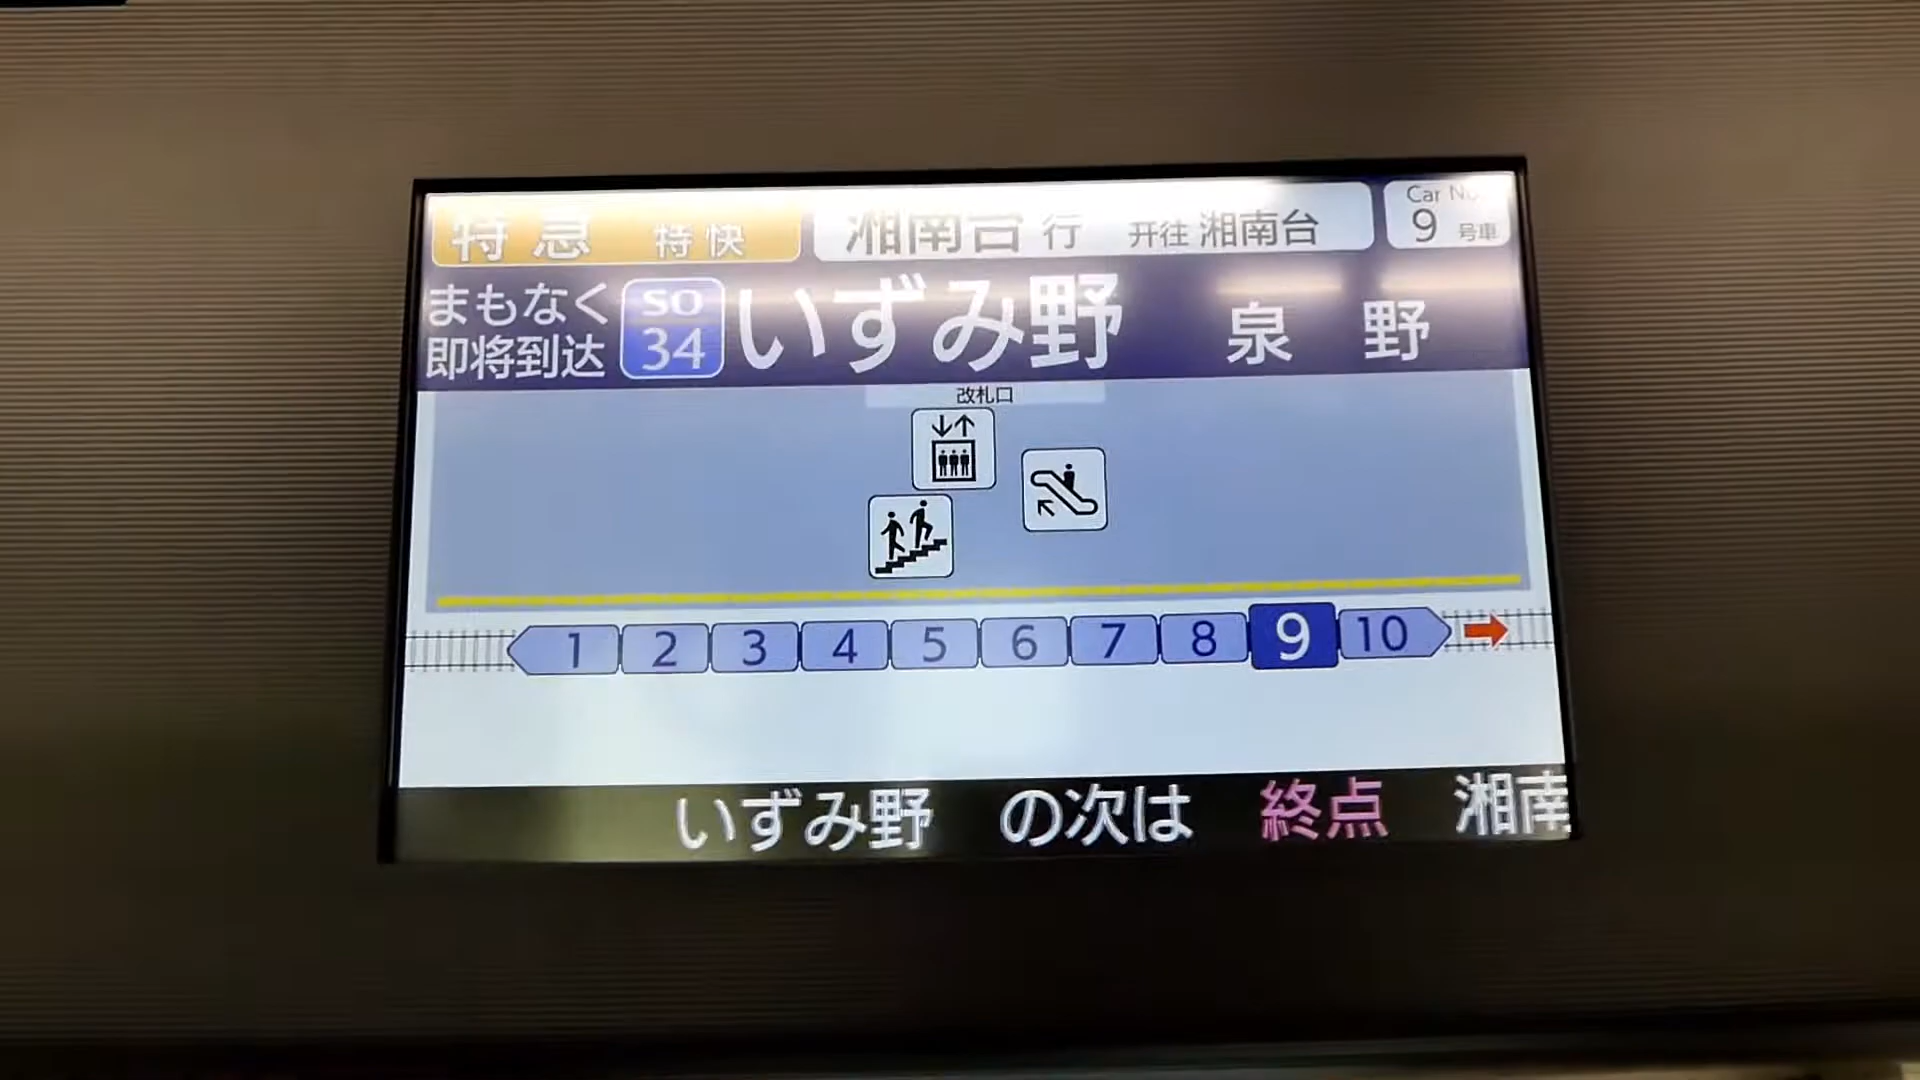 特急 特快 湘南台 行 开往 湘南台 Car No. 9 号車
まもなく SO 34 いずみ野 泉野
即将到达
改札口
1 2 3 4 5 6 7 8 9 10
いずみ野 の次は 終点 湘南